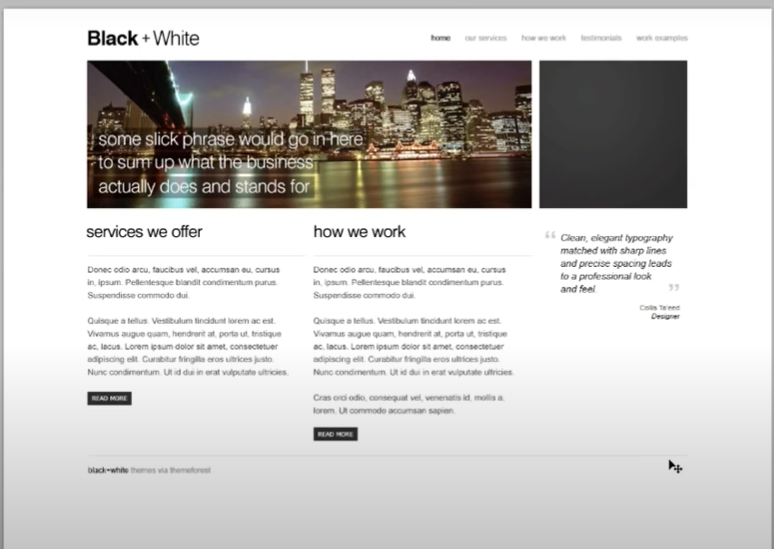 Black + White
home our services how we work testimonials work examples
some slick phrase would go in here
to sum up what the business
actually does and stands for
services we offer
Donec odio arcu, faucibus vel, accumsan eu, cursus
in, ipsum. Pellentesque blandit condimentum purus.
Suspendisse commodo dui.
Quisque a tellus. Vestibulum tincidunt lorem ac est.
Vivamus augue quam, hendrerit at, porta ut, tristique
ac, lacus. Lorem ipsum dolor sit amet, consectetuer
adipiscing elit. Curabitur fringilla eros ultrices justo.
Nunc condimentum. Ut id dui in erat vulputate ultricies.
READ MORE
how we work
Donec odio arcu, faucibus vel, accumsan eu, cursus
in, ipsum. Pellentesque blandit condimentum purus.
Suspendisse commodo dui.
Quisque a tellus. Vestibulum tincidunt lorem ac est.
Vivamus augue quam, hendrerit at, porta ut, tristique
ac, lacus. Lorem ipsum dolor sit amet, consectetuer
adipiscing elit. Curabitur fringilla eros ultrices justo.
Nunc condimentum. Ut id dui in erat vulputate ultricies.
Cras orci odio, consequat vel, venenatis id, mollis a,
lorem. Ut commodo accumsan sapien.
READ MORE
“ Clean, elegant typography
matched with sharp lines
and precise spacing leads
to a professional look
and feel. ”
Collis Ta'eed
Designer
black+white themes via themeforest